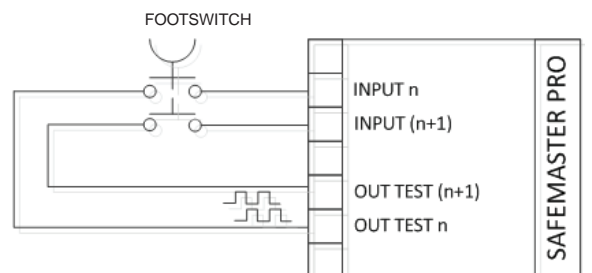 FOOTSWITCH
INPUT n
INPUT (n+1)
OUT TEST (n+1)
OUT TEST n
SAFEMASTER PRO